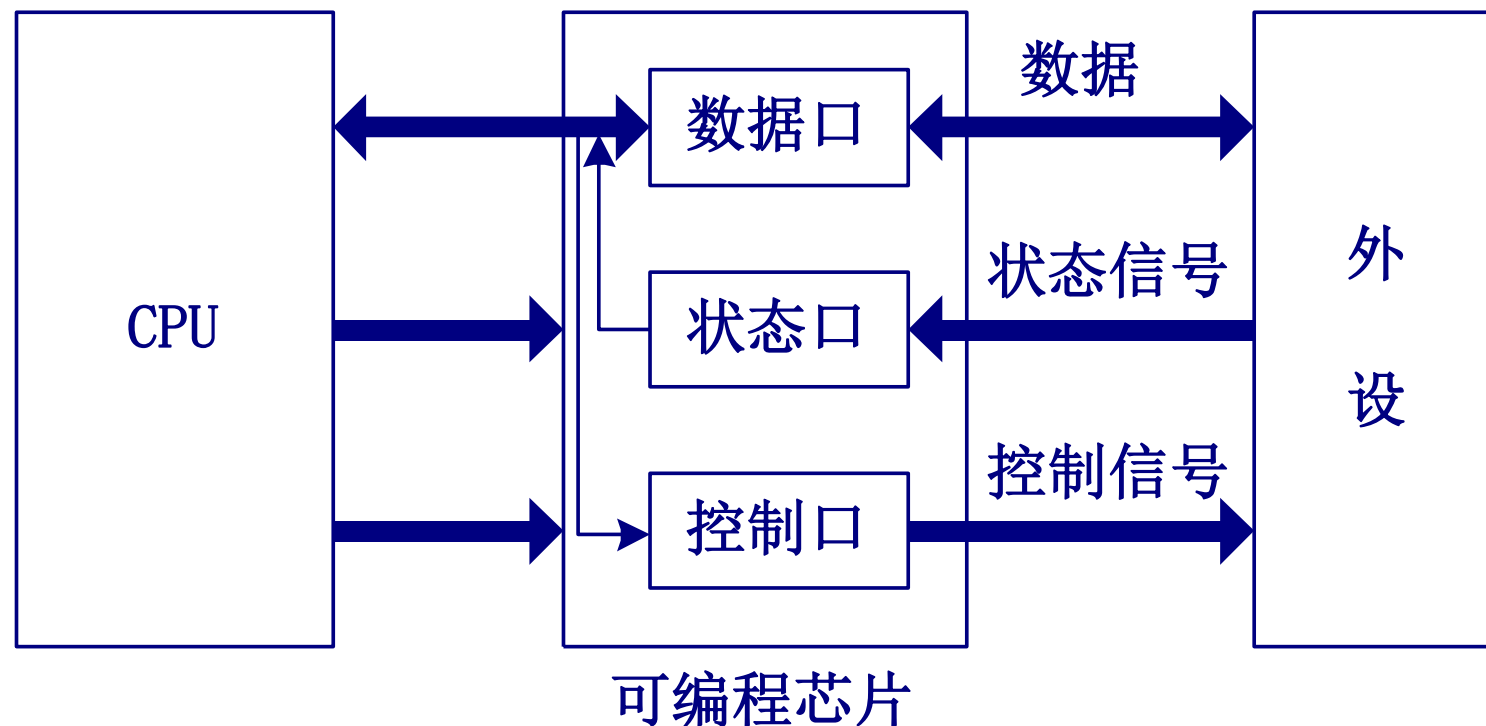 CPU
数据口
状态口
控制口
数据
状态信号
控制信号
外
设
可编程芯片